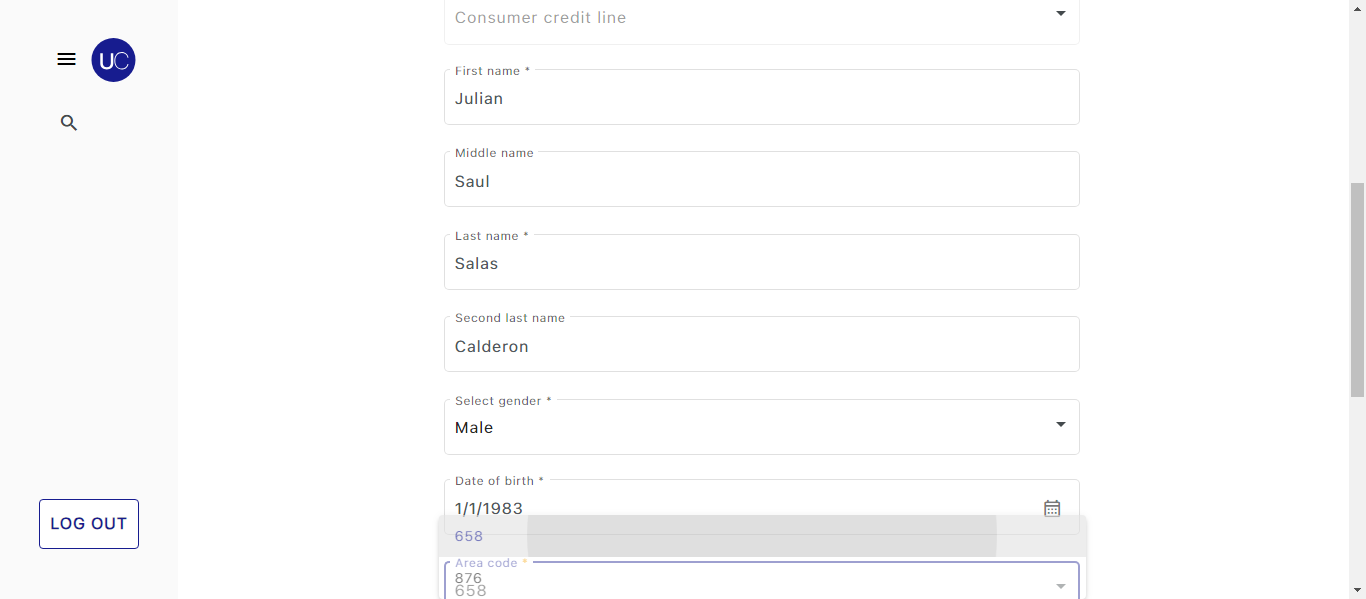 Consumer credit line
UC
First name *
Julian
Middle name
Saul
Last name *
Salas
Second last name
Calderon
Select gender *
Male
Date of birth *
1/1/1983
LOG OUT
658
Area code *
876
658